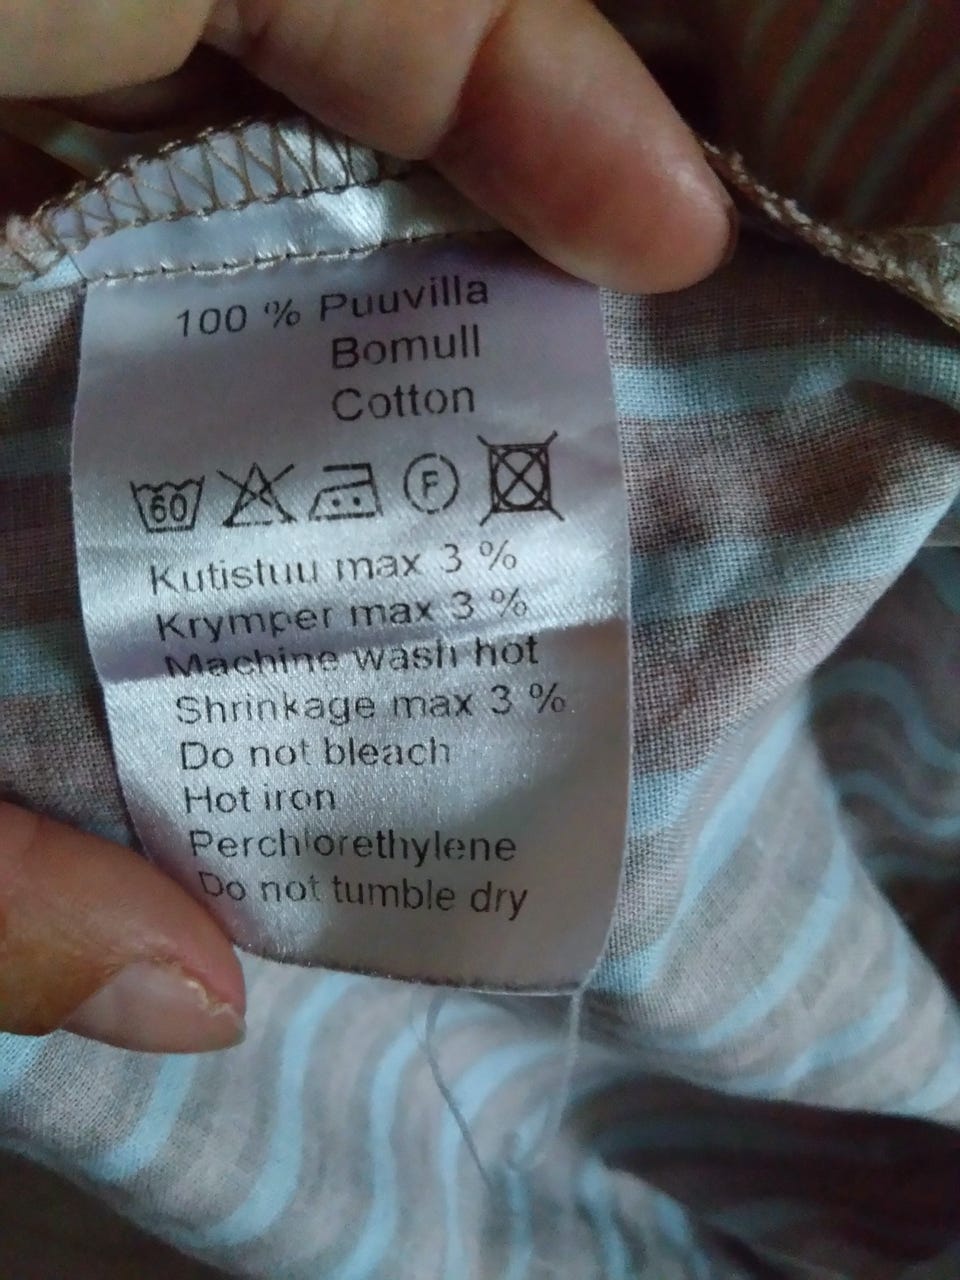 100 % Puuvilla
Bomull
Cotton
60 F
Kutistuu max 3 %
Krymper max 3 %
Machine wash hot
Shrinkage max 3 %
Do not bleach
Hot iron
Perchlorethylene
Do not tumble dry